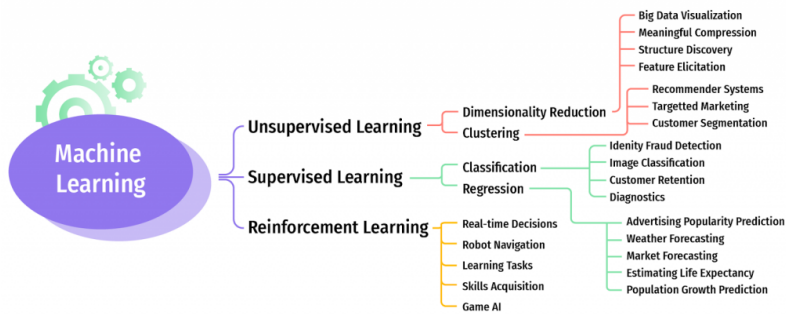 Machine
Learning
Unsupervised Learning
Dimensionality Reduction
Big Data Visualization
Meaningful Compression
Structure Discovery
Feature Elicitation
Clustering
Recommender Systems
Targetted Marketing
Customer Segmentation
Supervised Learning
Classification
Idenity Fraud Detection
Image Classification
Customer Retention
Diagnostics
Regression
Advertising Popularity Prediction
Weather Forecasting
Market Forecasting
Estimating Life Expectancy
Population Growth Prediction
Reinforcement Learning
Real-time Decisions
Robot Navigation
Learning Tasks
Skills Acquisition
Game AI